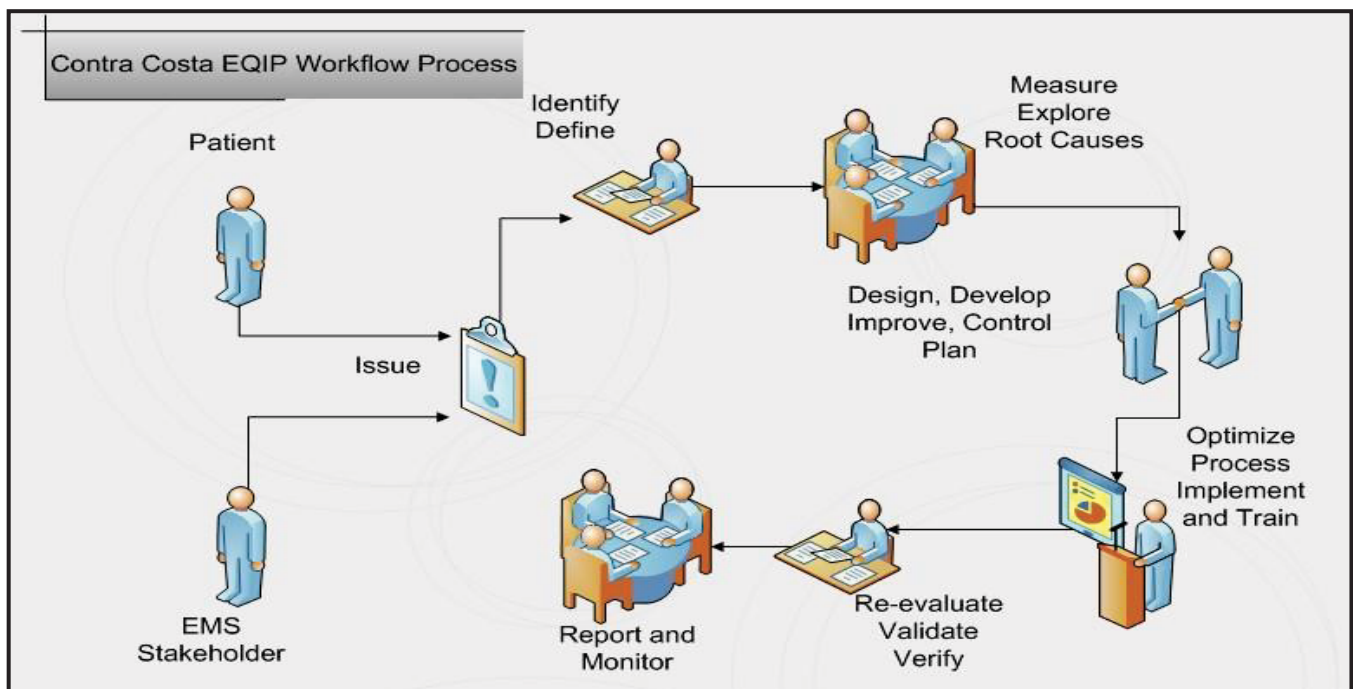 Contra Costa EQIP Workflow Process
Patient
Identify
Define
Measure
Explore
Root Causes
Issue
Design, Develop
Improve, Control
Plan
Optimize
Process
Implement
and Train
EMS
Stakeholder
Report and
Monitor
Re-evaluate
Validate
Verify